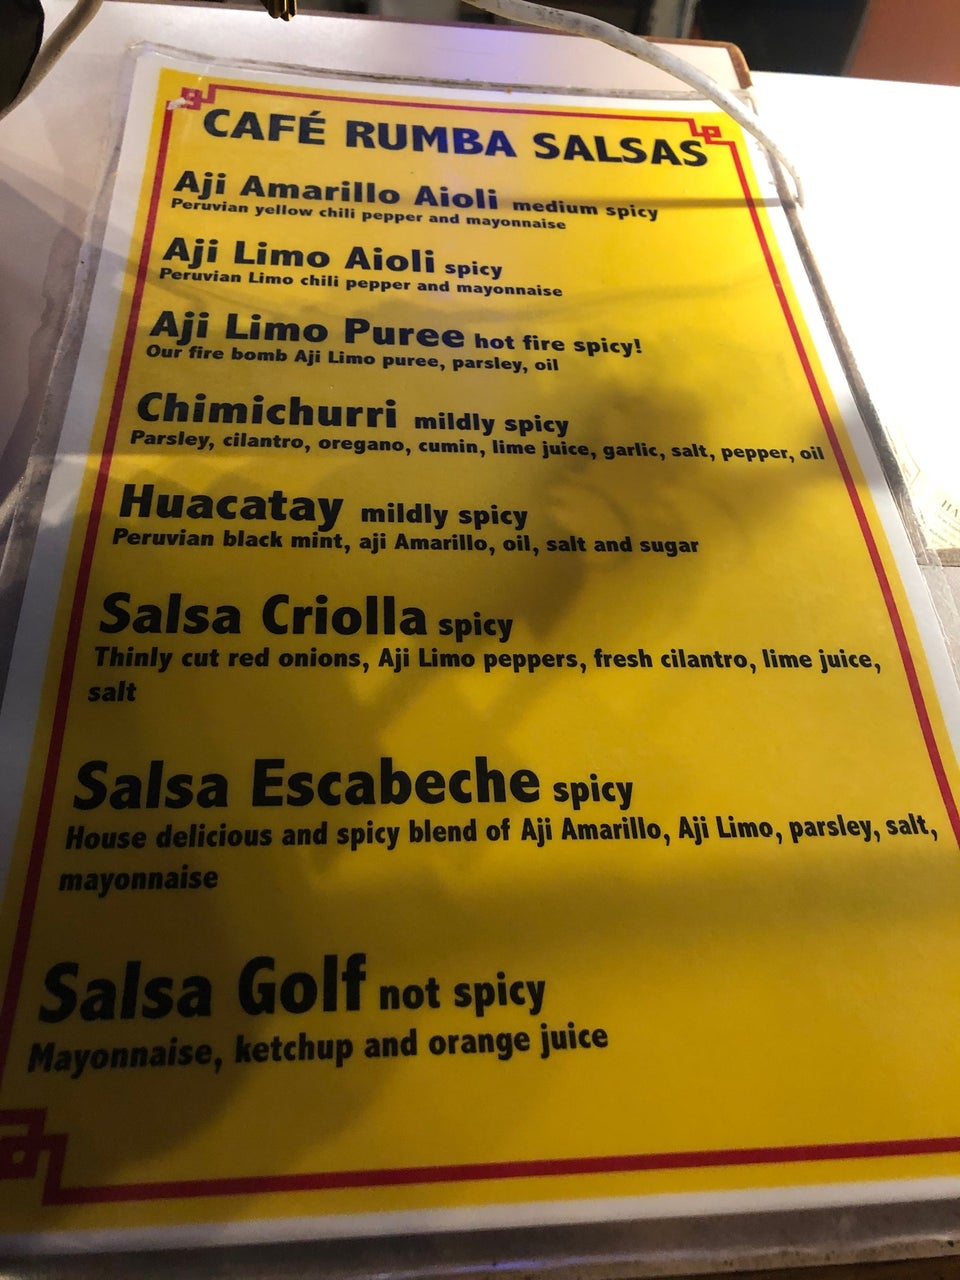 CAFÉ RUMBA SALSAS
Aji Amarillo Aioli medium spicy
Peruvian yellow chili pepper and mayonnaise
Aji Limo Aioli spicy
Peruvian Limo chili pepper and mayonnaise
Aji Limo Puree hot fire spicy!
Our fire bomb Aji Limo puree, parsley, oil
Chimichurri mildly spicy
Parsley, cilantro, oregano, cumin, lime juice, garlic, salt, pepper, oil
Huacatay mildly spicy
Peruvian black mint, aji Amarillo, oil, salt and sugar
Salsa Criolla spicy
Thinly cut red onions, Aji Limo peppers, fresh cilantro, lime juice,
salt
Salsa Escabeche spicy
House delicious and spicy blend of Aji Amarillo, Aji Limo, parsley, salt,
mayonnaise
Salsa Golf not spicy
Mayonnaise, ketchup and orange juice